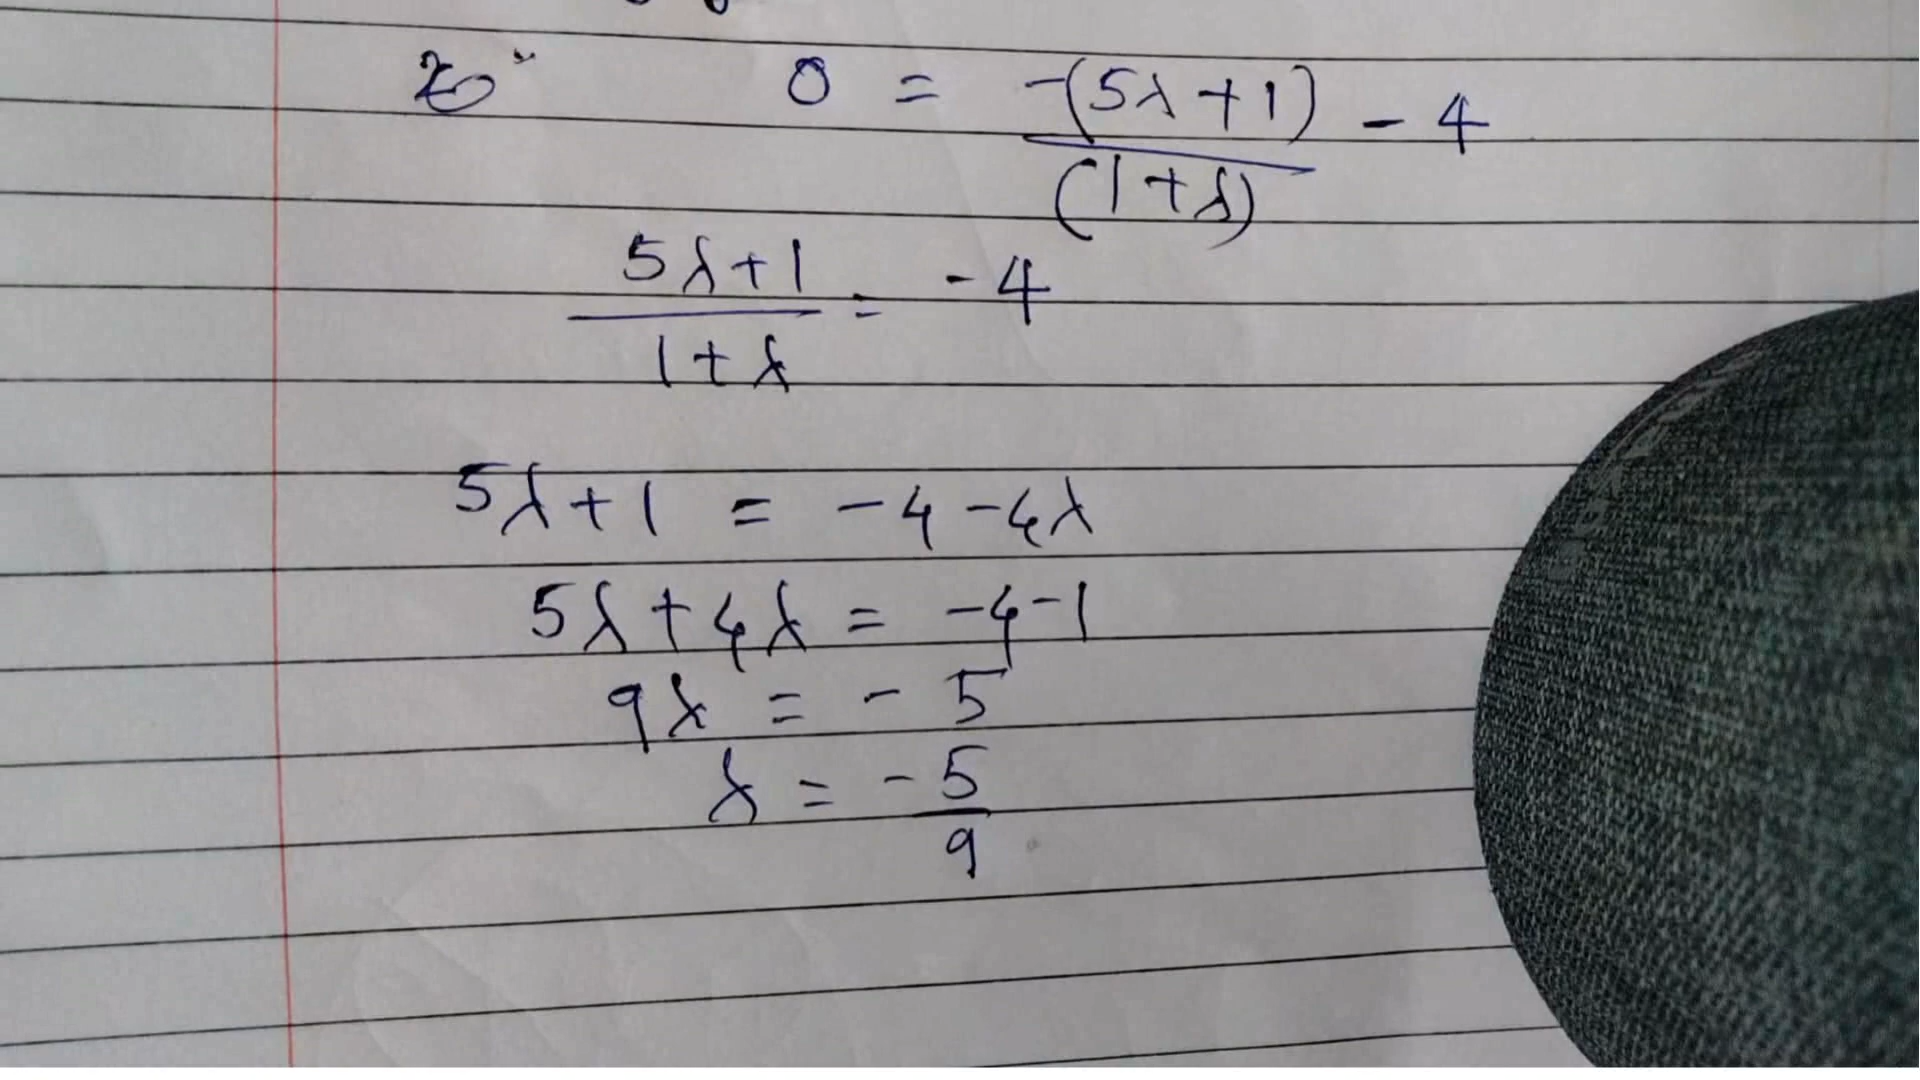 0 = -(5λ+1)/(1+λ) - 4
5λ+1/1+λ = -4
5λ+1 = -4-4λ
5λ+4λ = -4-1
9λ = -5
λ = -5/9